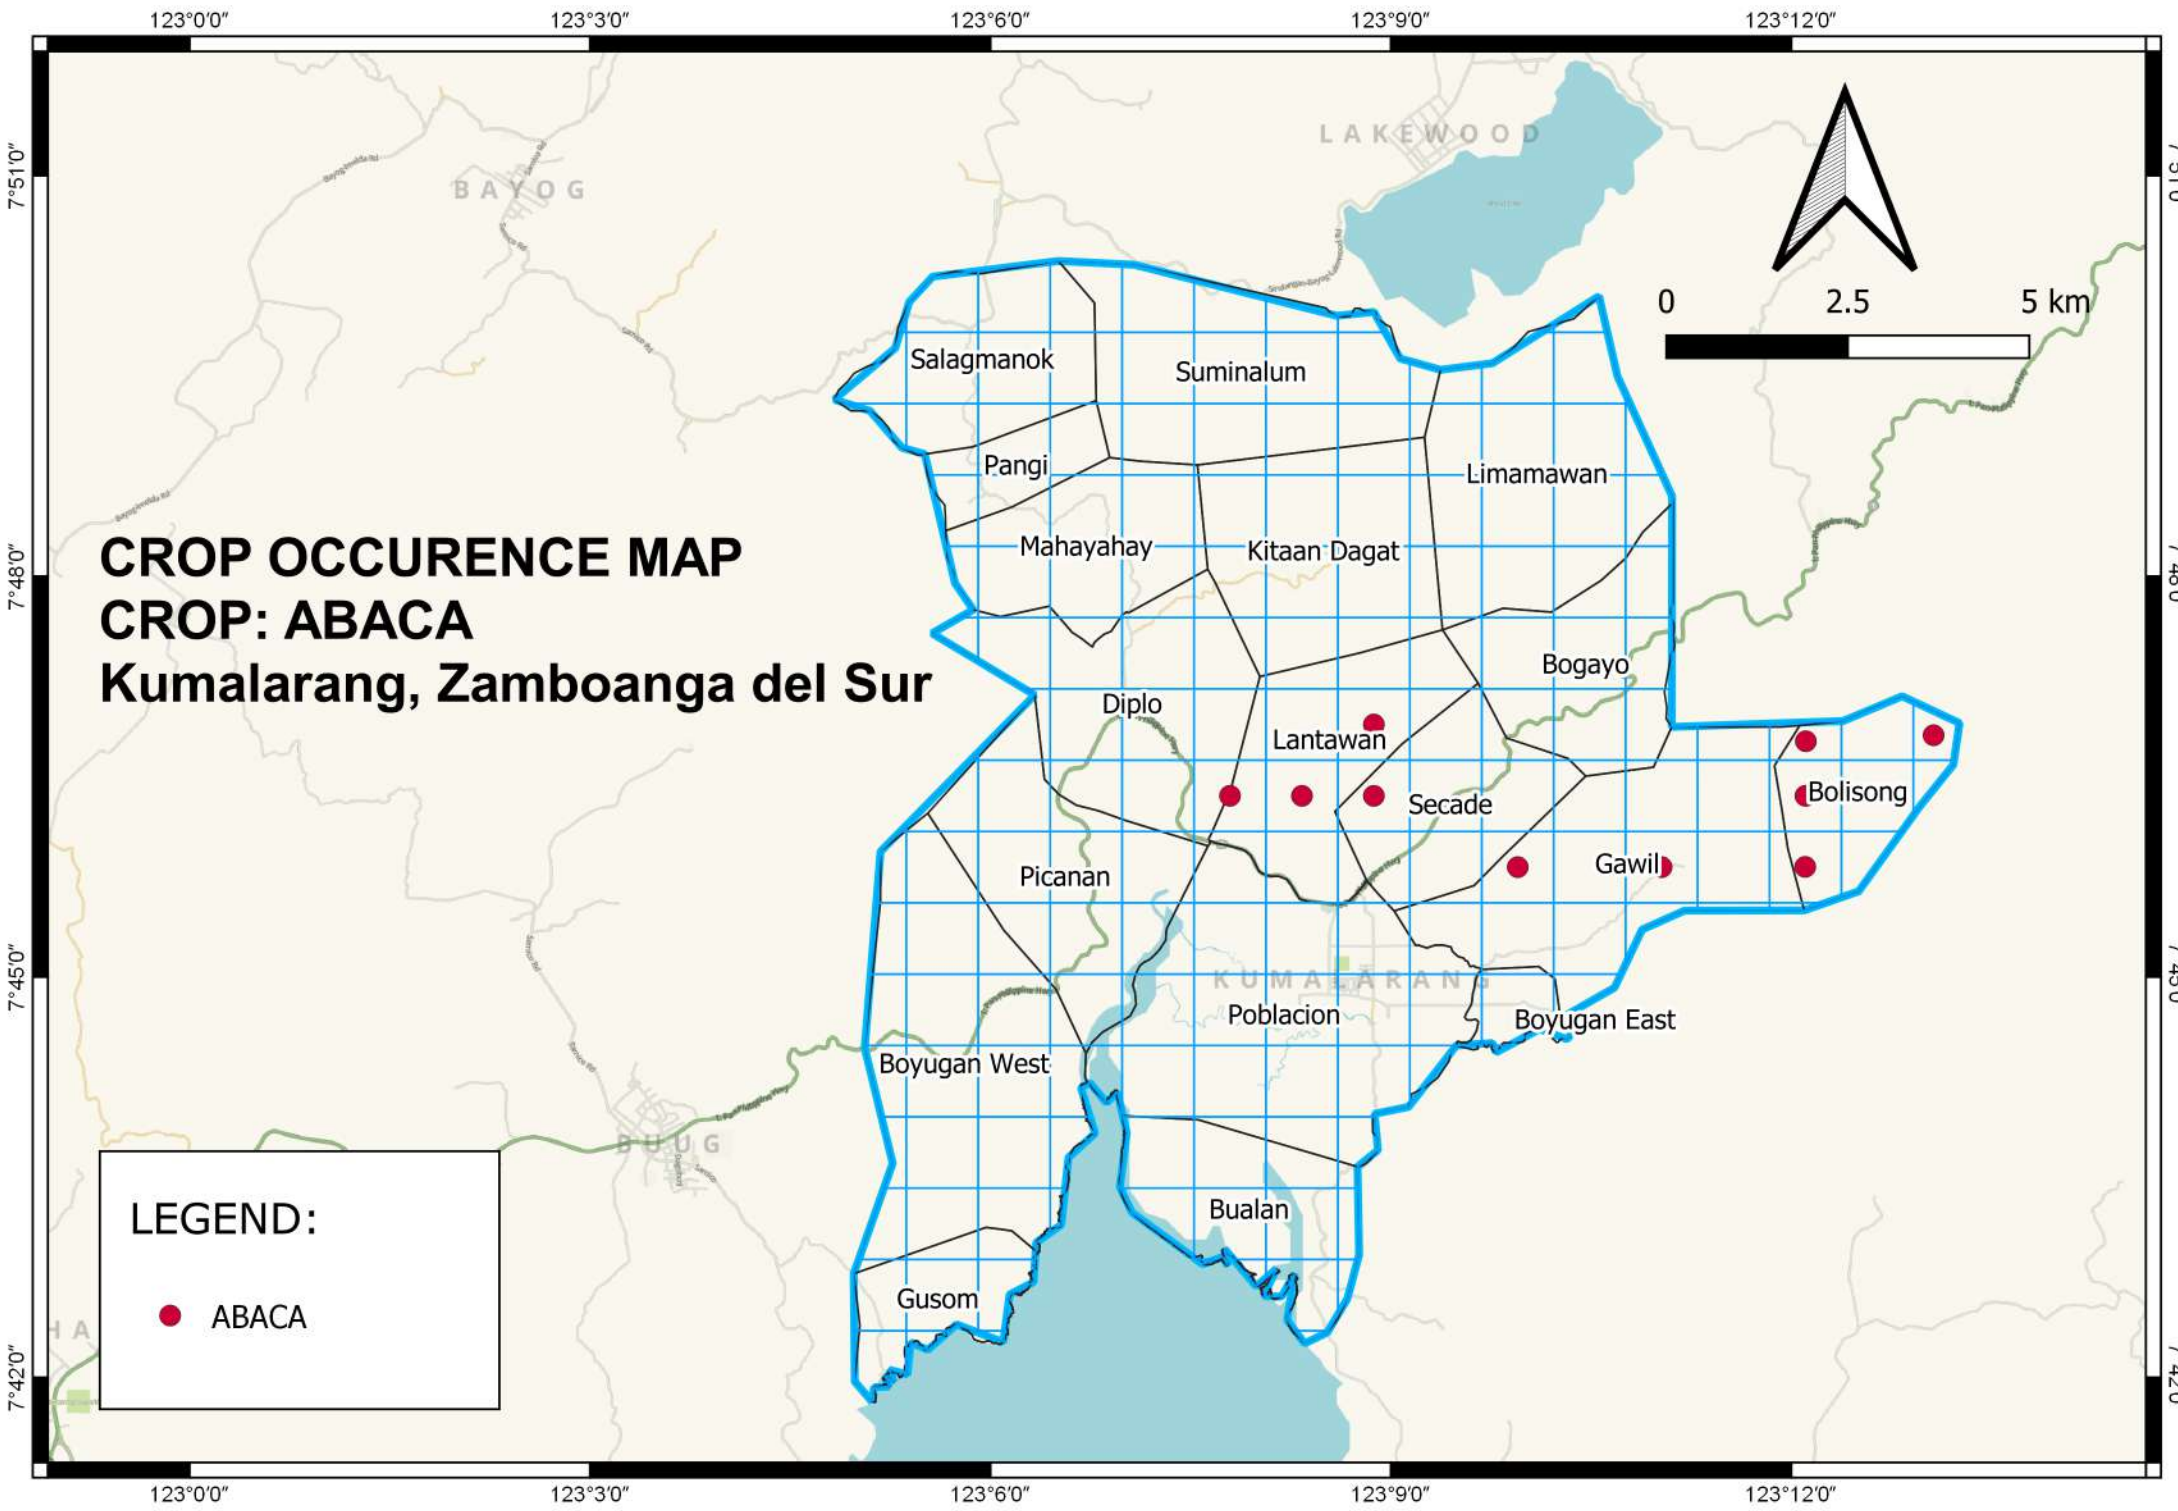 123°0′0″ 123°3′0″ 123°6′0″ 123°9′0″ 123°12′0″
LAKEWOOD
7°51′0″
BAYOG
0 2.5 5 km
Salagmanok
Suminalum
Pangi
Limamawan
CROP OCCURENCE MAP
Mahayahay
Kitaan Dagat
7°48′0″
CROP: ABACA
Kumalarang, Zamboanga del Sur
Bogayo
Diplo
Lantawan
Bolisong
Secade
Gawil
Picanan
7°45′0″
KUMALARANG
Poblacion
Boyugan East
Boyugan West
BUUG
LEGEND:
Bualan
Gusom
ABACA
7°42′0″
123°0′0″ 123°3′0″ 123°6′0″ 123°9′0″ 123°12′0″